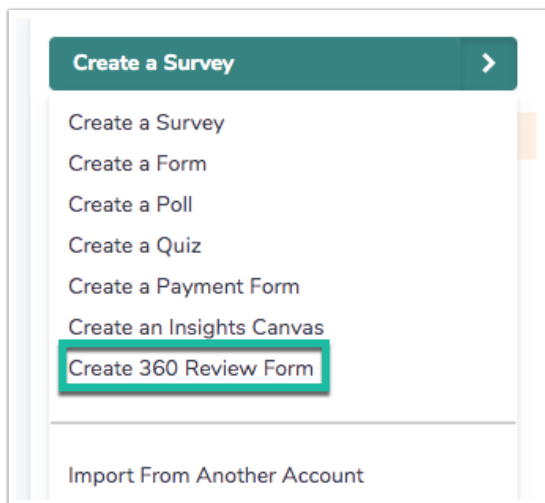 Create a Survey
Create a Survey
Create a Form
Create a Poll
Create a Quiz
Create a Payment Form
Create an Insights Canvas
Create 360 Review Form
Import From Another Account